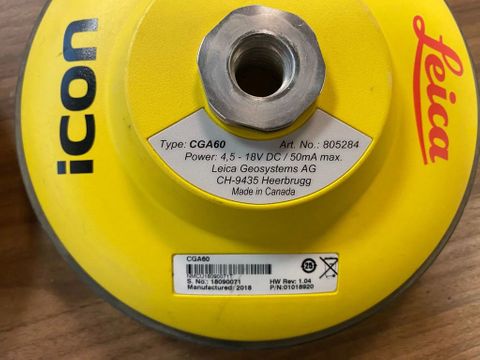 icon
Leica
Type: CGA60 Art. No.: 805284
Power: 4,5 - 18V DC / 50mA max.
Leica Geosystems AG
CH-9435 Heerbrugg
Made in Canada
CGA60
S. No.: 18090071 HW Rev: 1.04
Manufactured: 2018 P/N:01018920